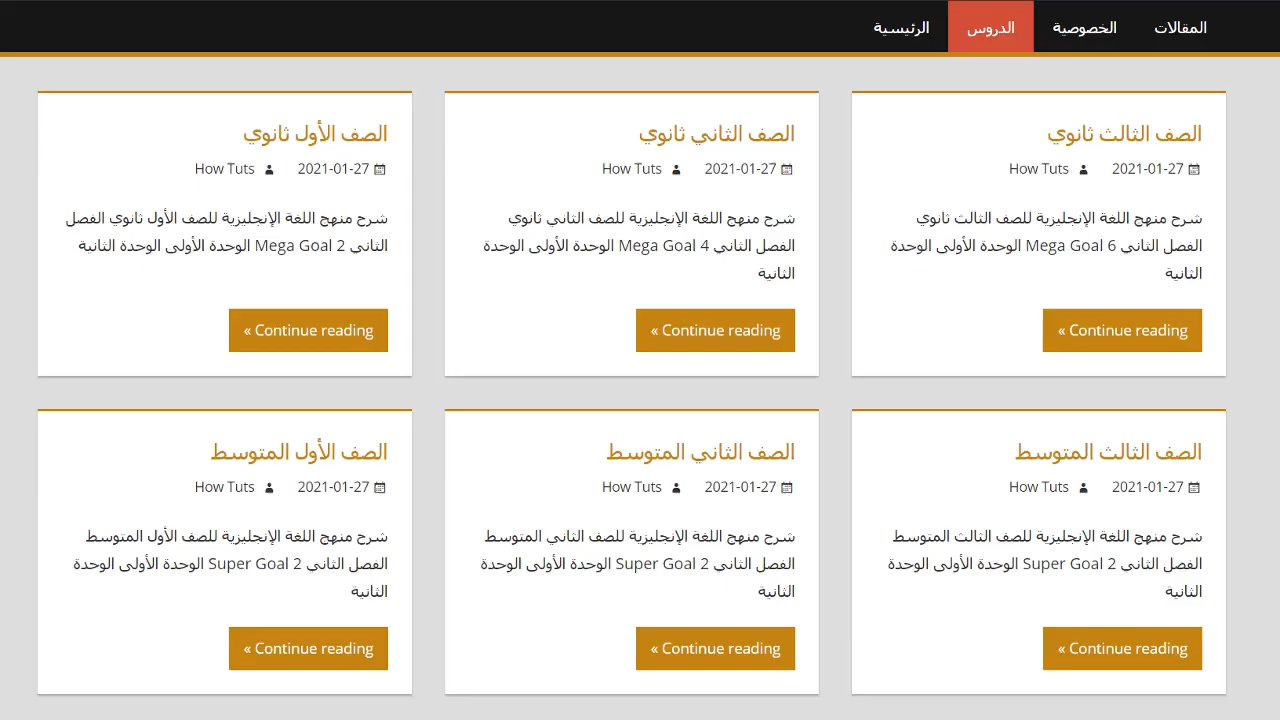 المقالات
الخصوصية
الدروس
الرئيسية
الصف الثالث ثانوي
2021-01-27 How Tuts
شرح منهج اللغة الإنجليزية للصف الثالث ثانوي
الفصل الثاني Mega Goal 6 الوحدة الأولى الوحدة
الثانية
Continue reading »
الصف الثاني ثانوي
2021-01-27 How Tuts
شرح منهج اللغة الإنجليزية للصف الثاني ثانوي
الفصل الثاني Mega Goal 4 الوحدة الأولى الوحدة
الثانية
Continue reading »
الصف الأول ثانوي
2021-01-27 How Tuts
شرح منهج اللغة الإنجليزية للصف الأول ثانوي الفصل
الثاني Mega Goal 2 الوحدة الأولى الوحدة الثانية
Continue reading »
الصف الثالث المتوسط
2021-01-27 How Tuts
شرح منهج اللغة الإنجليزية للصف الثالث المتوسط
الفصل الثاني Super Goal 2 الوحدة الأولى الوحدة
الثانية
Continue reading »
الصف الثاني المتوسط
2021-01-27 How Tuts
شرح منهج اللغة الإنجليزية للصف الثاني المتوسط
الفصل الثاني Super Goal 2 الوحدة الأولى الوحدة
الثانية
Continue reading »
الصف الأول المتوسط
2021-01-27 How Tuts
شرح منهج اللغة الإنجليزية للصف الأول المتوسط
الفصل الثاني Super Goal 2 الوحدة الأولى الوحدة
الثانية
Continue reading »